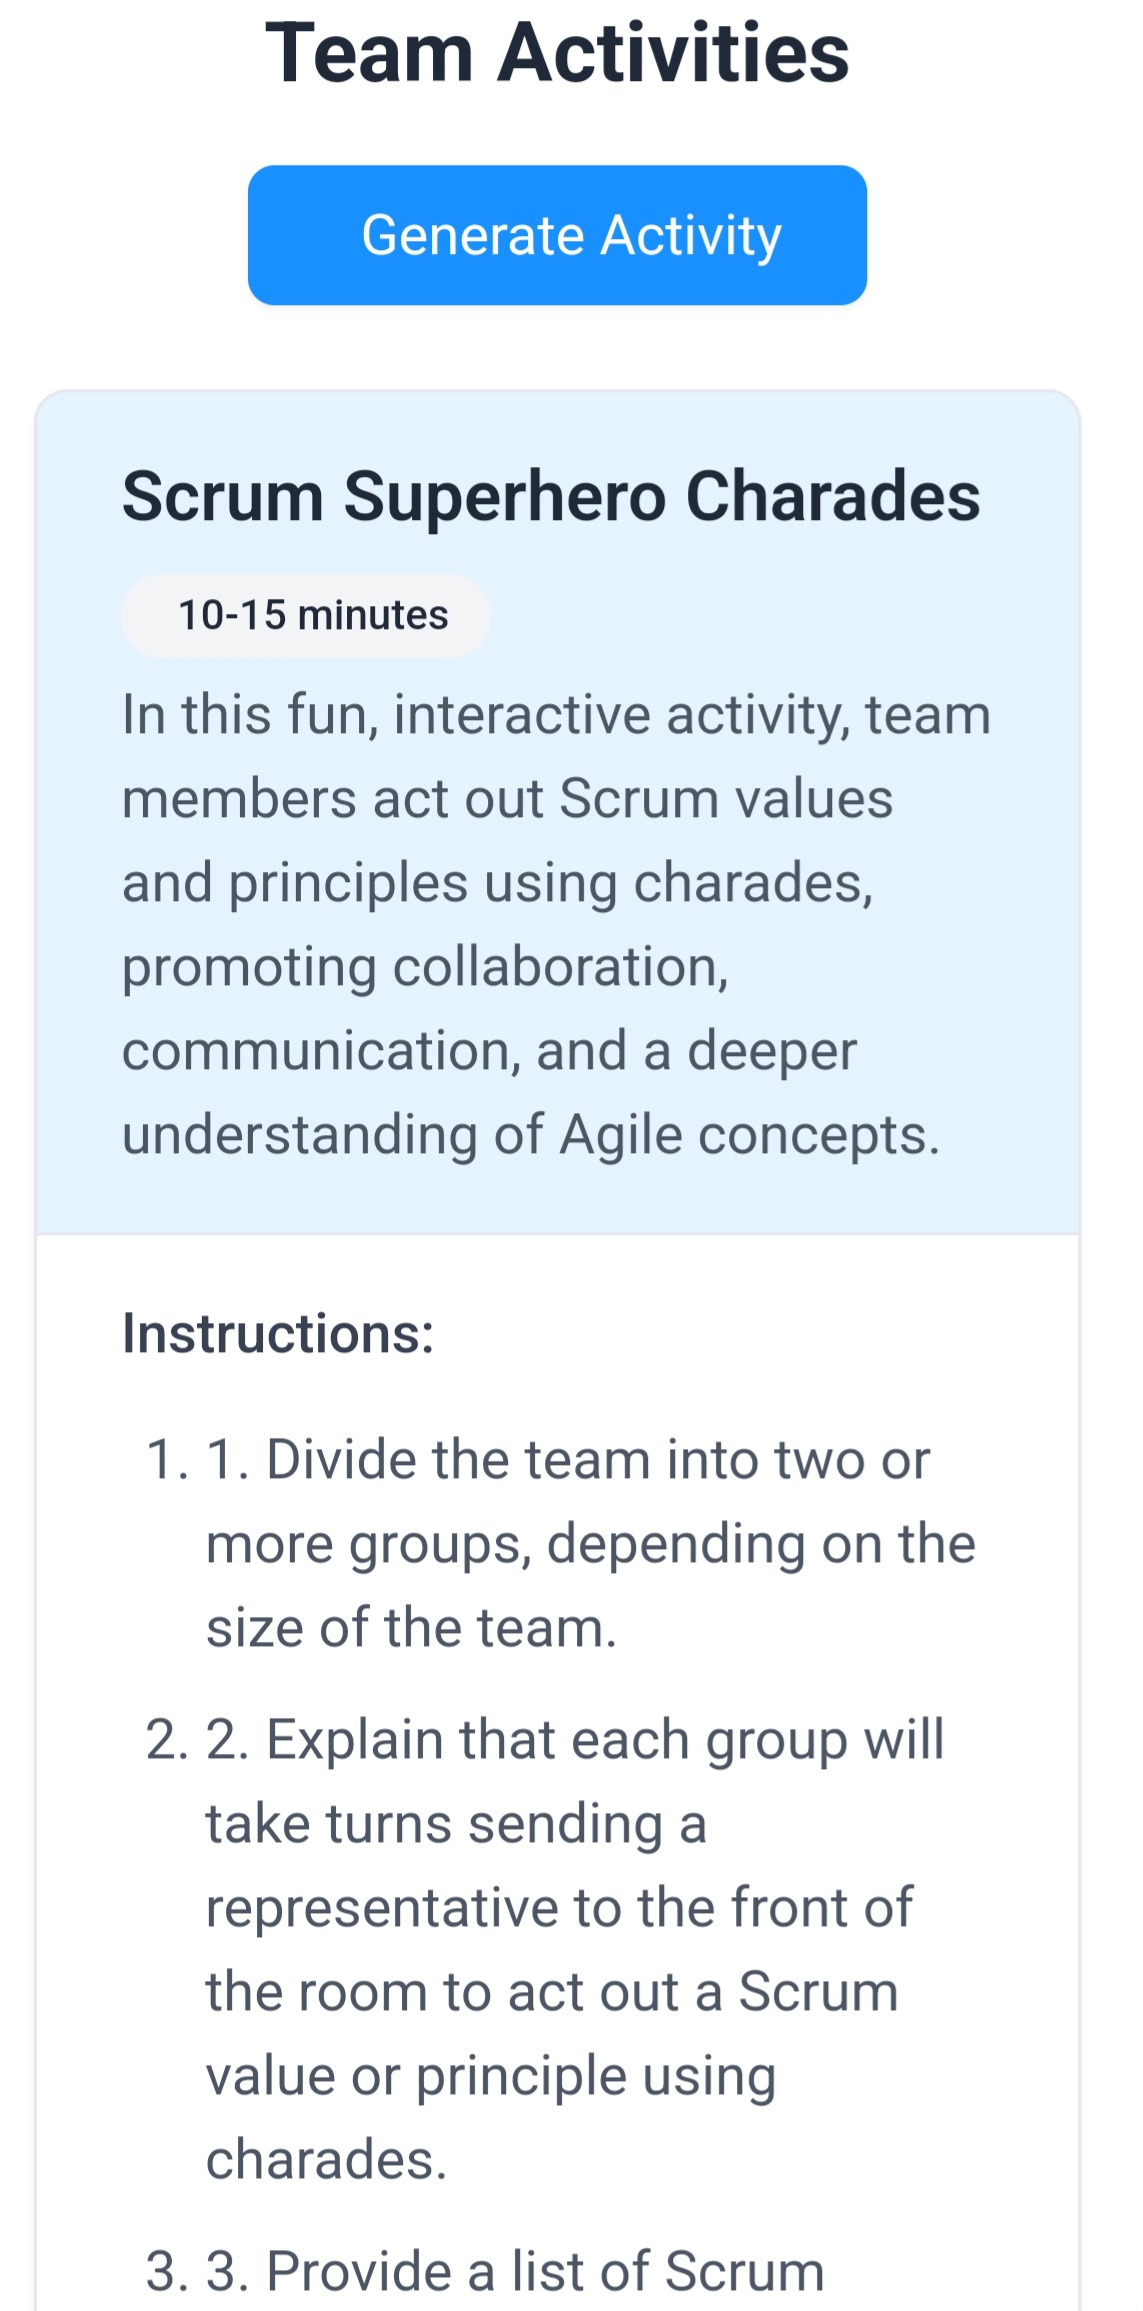 Team Activities
Generate Activity
Scrum Superhero Charades
10-15 minutes
In this fun, interactive activity, team
members act out Scrum values
and principles using charades,
promoting collaboration,
communication, and a deeper
understanding of Agile concepts.
Instructions:
1. 1. Divide the team into two or
more groups, depending on the
size of the team.
2. 2. Explain that each group will
take turns sending a
representative to the front of
the room to act out a Scrum
value or principle using
charades.
3. 3. Provide a list of Scrum